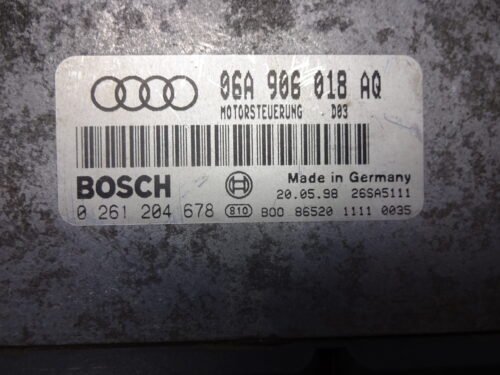 06A 906 018 AQ
MOTORSTEUERUNG . D03
Made in Germany
BOSCH 20.05.98 26SA5111
0 261 204 678 810 800 86520 1111 0035